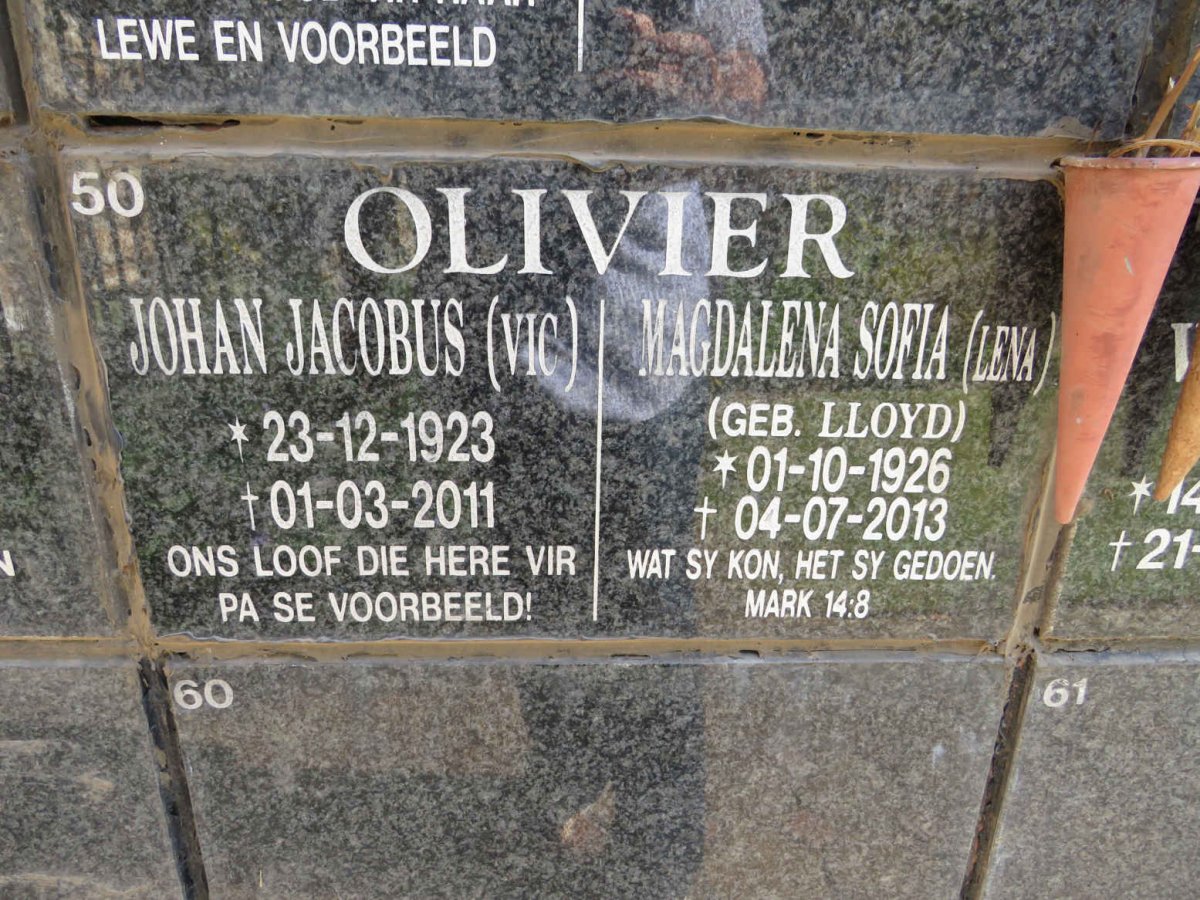 LEWE EN VOORBEELD
50
OLIVIER
JOHAN JACOBUS (VIC)
* 23-12-1923
† 01-03-2011
ONS LOOF DIE HERE VIR
PA SE VOORBEELD!
MAGDALENA SOFIA (LENA)
(GEB. LLOYD)
* 01-10-1926
† 04-07-2013
WAT SY KON, HET SY GEDOEN.
MARK 14:8
* 14
† 21-
60
61